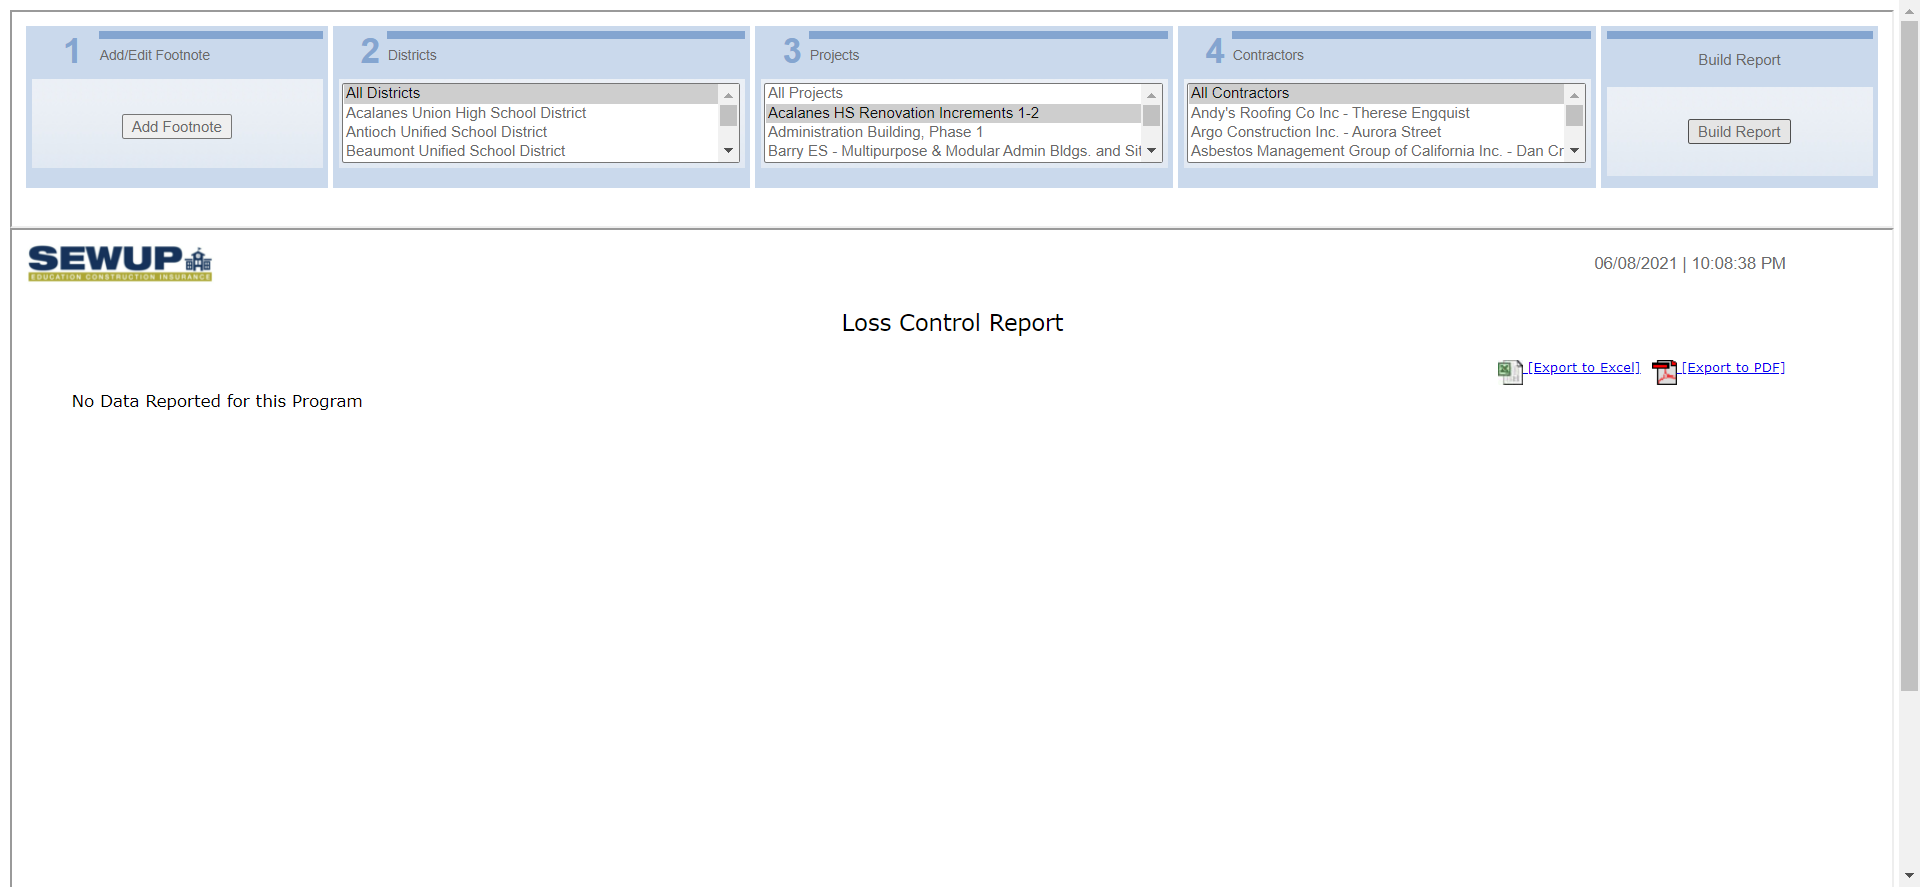 1 Add/Edit Footnote
Add Footnote
2 Districts
All Districts
Acalanes Union High School District
Antioch Unified School District
Beaumont Unified School District
3 Projects
All Projects
Acalanes HS Renovation Increments 1-2
Administration Building, Phase 1
Barry ES - Multipurpose & Modular Admin Bldgs. and Sit
4 Contractors
All Contractors
Andy's Roofing Co Inc - Therese Engquist
Argo Construction Inc. - Aurora Street
Asbestos Management Group of California Inc. - Dan Cr
Build Report
Build Report
SEWUP
EDUCATION CONSTRUCTION INSURANCE
06/08/2021 | 10:08:38 PM
Loss Control Report
[Export to Excel] [Export to PDF]
No Data Reported for this Program